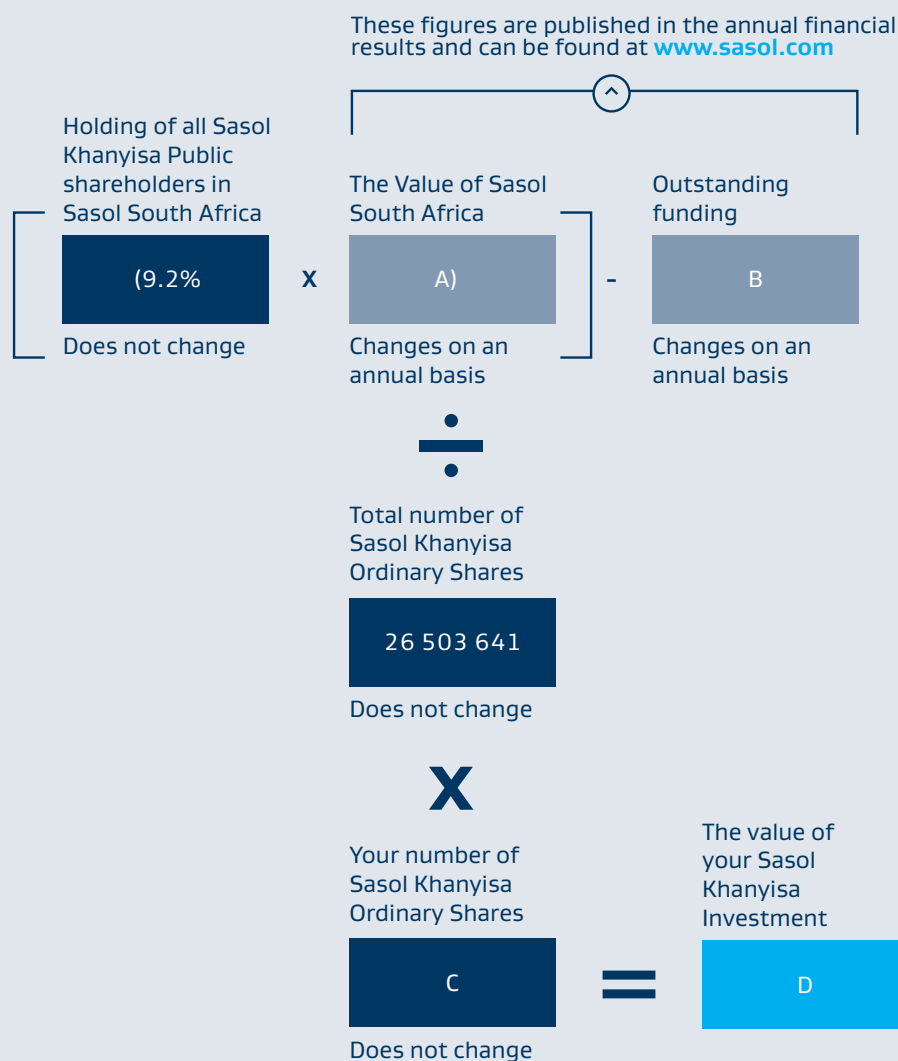 These figures are published in the annual financial
results and can be found at www.sasol.com
Holding of all Sasol
Khanyisa Public
shareholders in
Sasol South Africa
(9.2%
Does not change
x
The Value of Sasol
South Africa
A)
Changes on an
annual basis
-
Outstanding
funding
B
Changes on an
annual basis
÷
Total number of
Sasol Khanyisa
Ordinary Shares
26 503 641
Does not change
x
Your number of
Sasol Khanyisa
Ordinary Shares
C
Does not change
=
The value of
your Sasol
Khanyisa
Investment
D